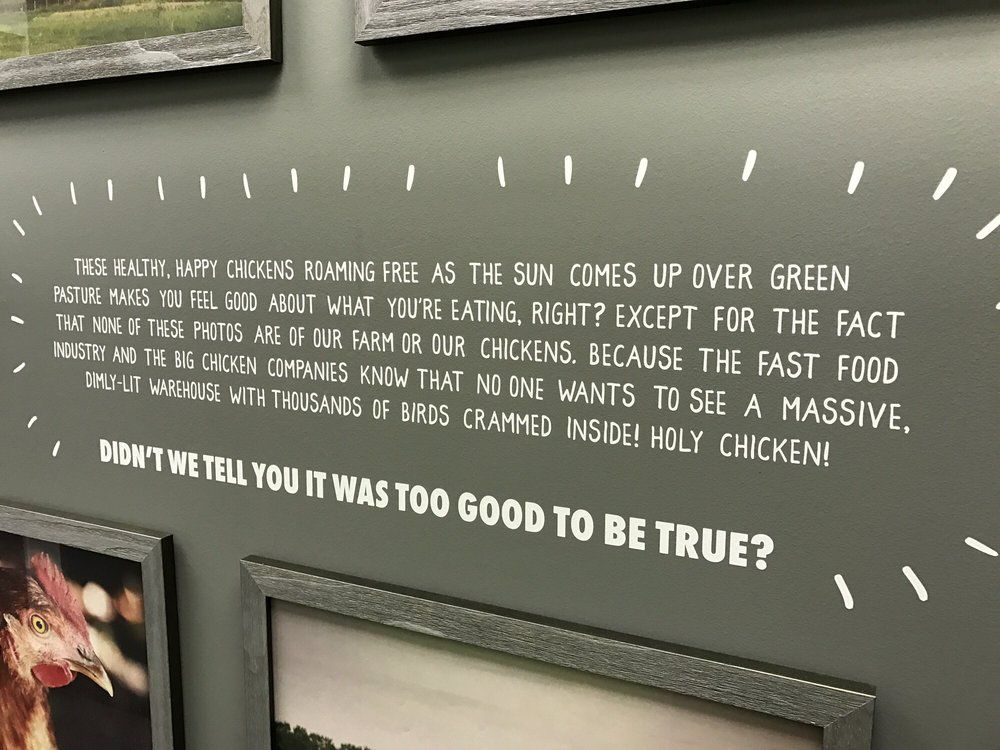 THESE HEALTHY, HAPPY CHICKENS ROAMING FREE AS THE SUN COMES UP OVER GREEN
PASTURE MAKES YOU FEEL GOOD ABOUT WHAT YOU'RE EATING, RIGHT? EXCEPT FOR THE FACT
THAT NONE OF THESE PHOTOS ARE OF OUR FARM OR OUR CHICKENS. BECAUSE THE FAST FOOD
INDUSTRY AND THE BIG CHICKEN COMPANIES KNOW THAT NO ONE WANTS TO SEE A MASSIVE,
DIMLY-LIT WAREHOUSE WITH THOUSANDS OF BIRDS CRAMMED INSIDE! HOLY CHICKEN!
DIDN'T WE TELL YOU IT WAS TOO GOOD TO BE TRUE?